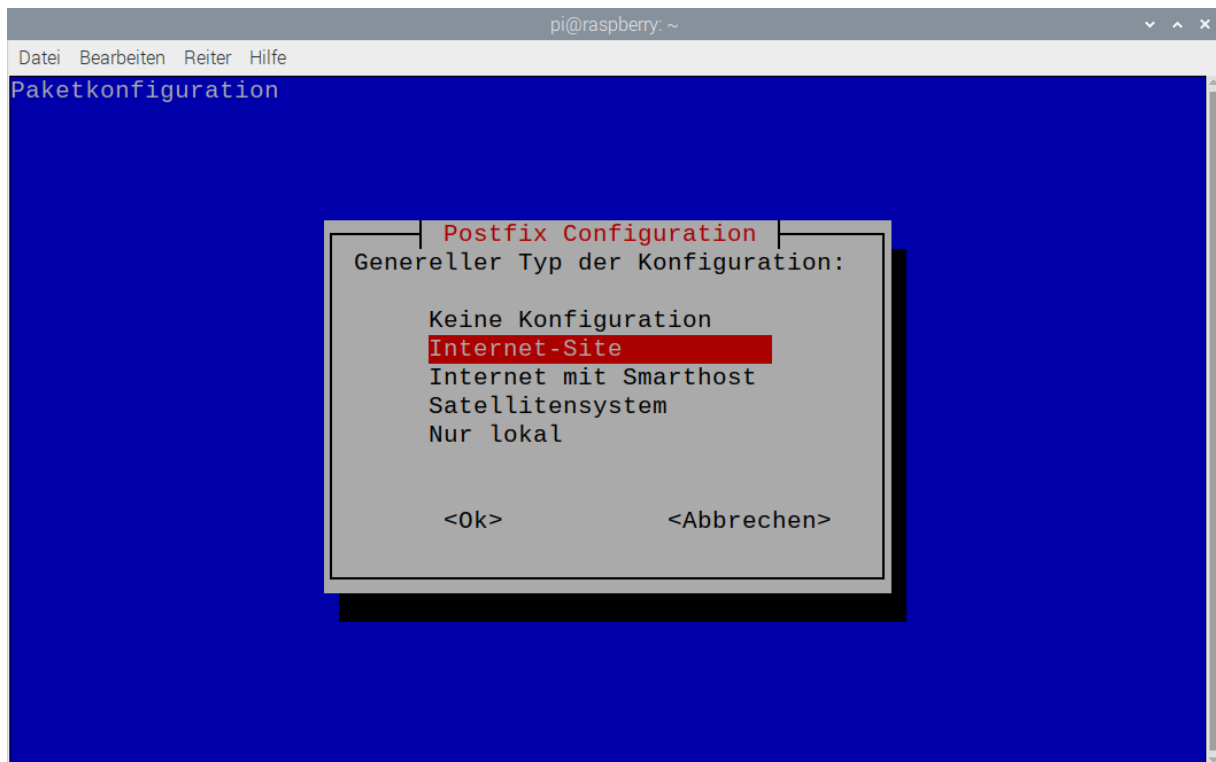 pi@raspberry: ~
Datei Bearbeiten Reiter Hilfe
Paketkonfiguration
Postfix Configuration
Genereller Typ der Konfiguration:
Keine Konfiguration
Internet-Site
Internet mit Smarthost
Satellitensystem
Nur lokal
<Ok> <Abbrechen>